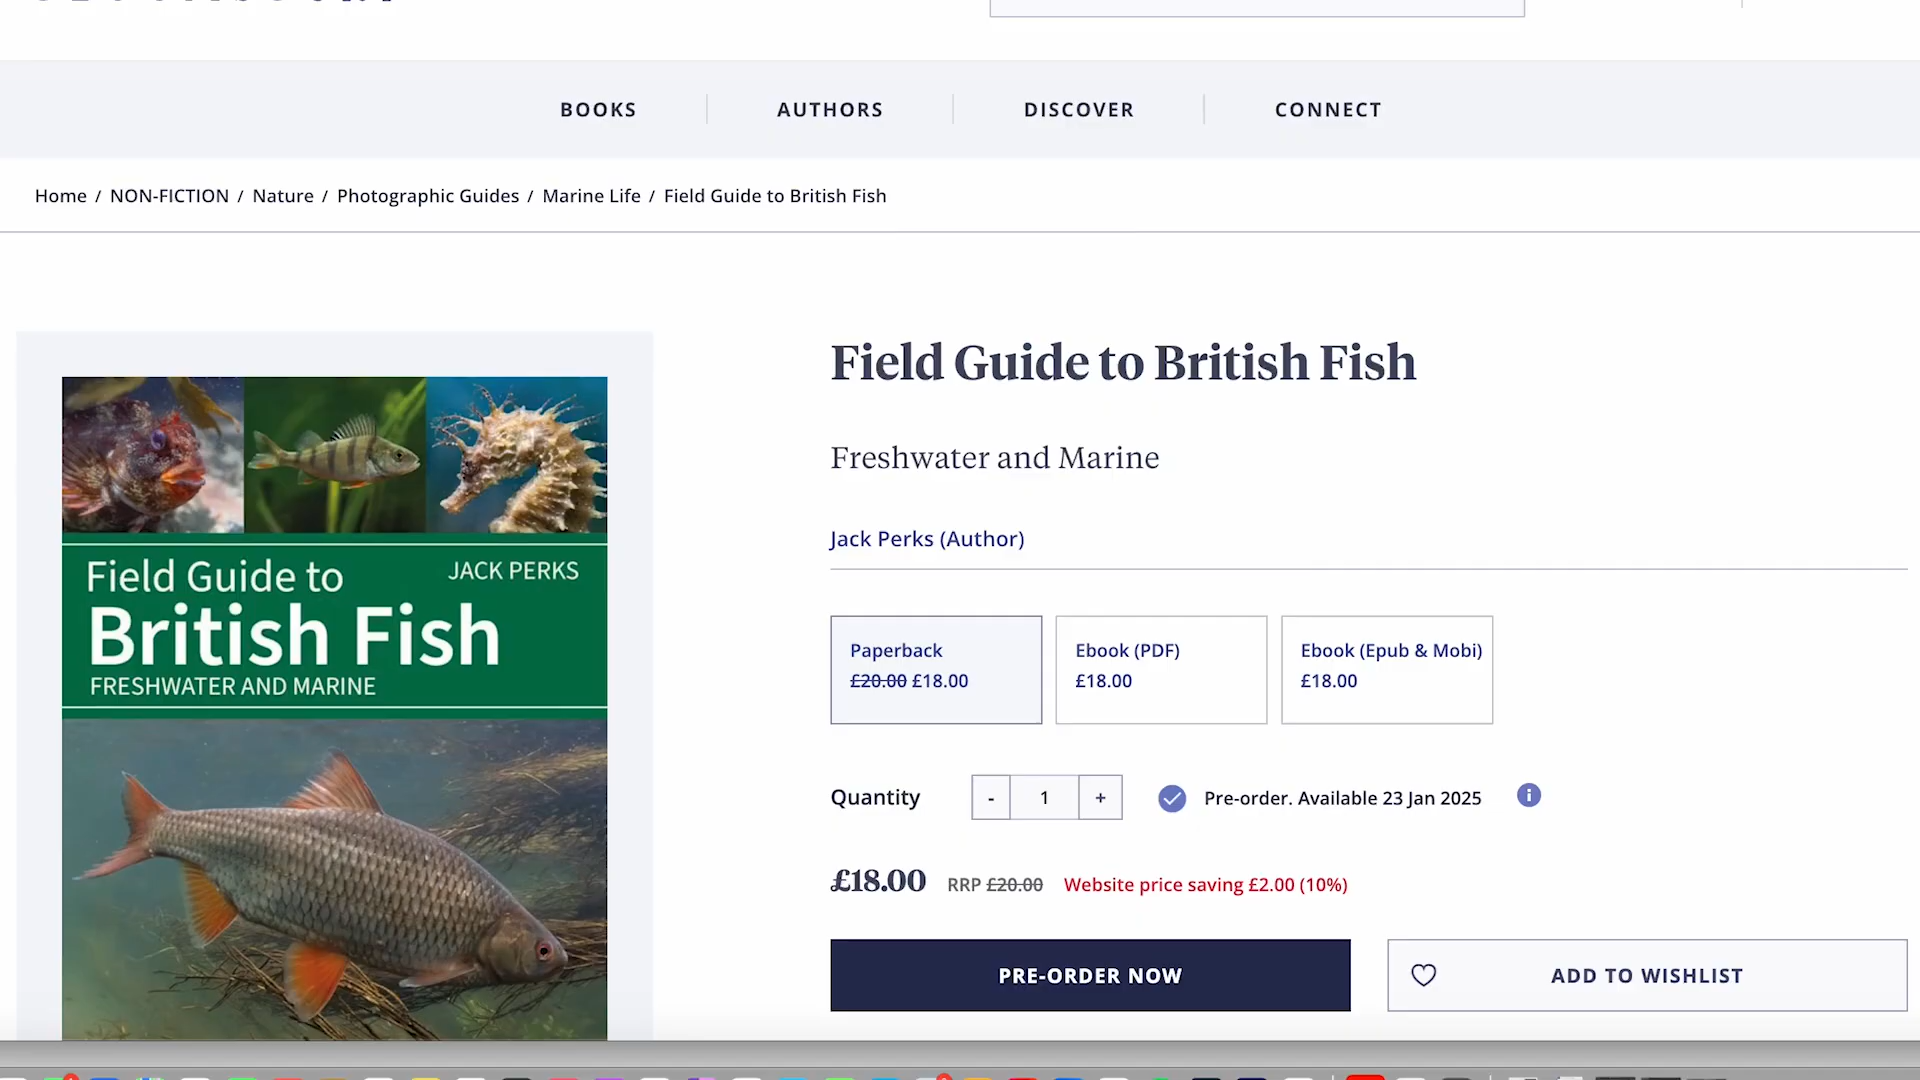 BOOKS AUTHORS DISCOVER CONNECT
Home / NON-FICTION / Nature / Photographic Guides / Marine Life / Field Guide to British Fish
Field Guide to
JACK PERKS
British Fish
FRESHWATER AND MARINE
Field Guide to British Fish
Freshwater and Marine
Jack Perks (Author)
Paperback
£20.00 £18.00
Ebook (PDF)
£18.00
Ebook (Epub & Mobi)
£18.00
Quantity - 1 + Pre-order. Available 23 Jan 2025 i
£18.00 RRP £20.00 Website price saving £2.00 (10%)
PRE-ORDER NOW
ADD TO WISHLIST